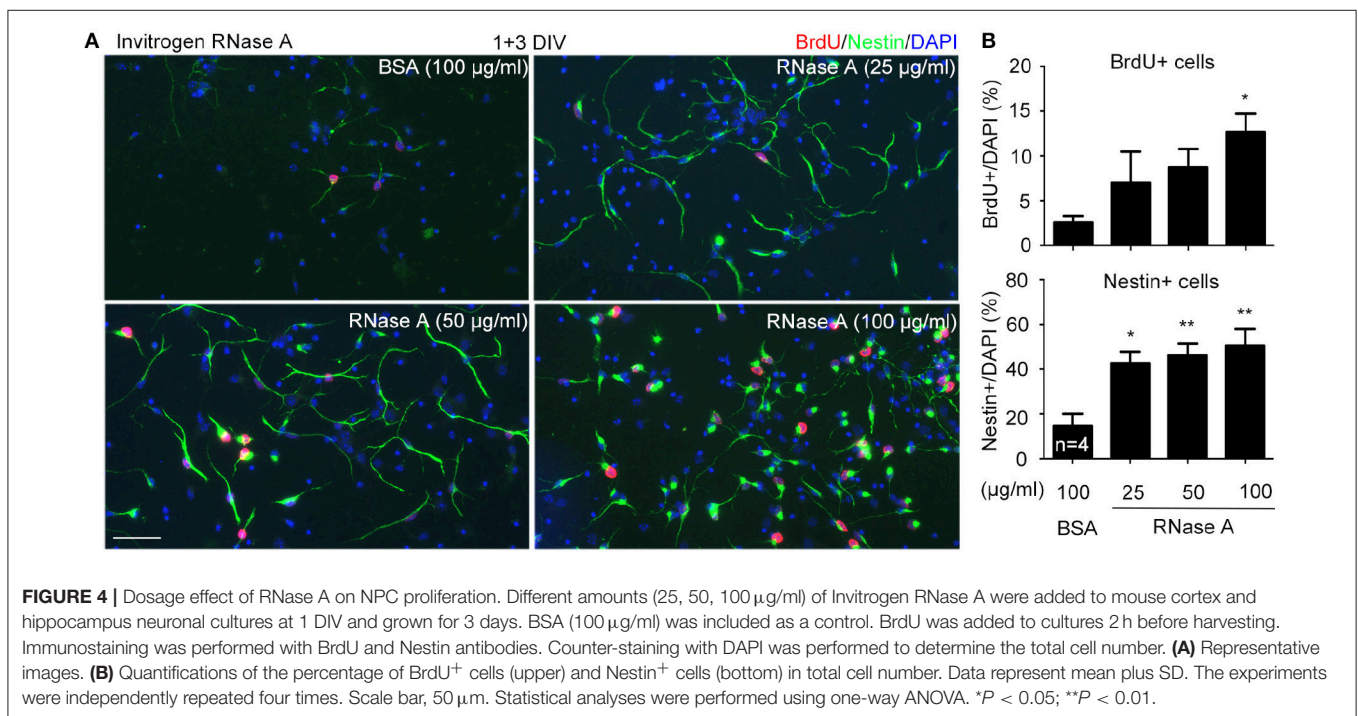 A Invitrogen RNase A 1+3 DIV BrdU/Nestin/DAPI
BSA (100 µg/ml)
RNase A (25 µg/ml)
RNase A (50 µg/ml)
RNase A (100 µg/ml)
B
BrdU+ cells
BrdU+/DAPI (%)
20
15
10
5
0
*
Nestin+ cells
Nestin+/DAPI (%)
80
60
40
20
0
* ** **
n=4
(µg/ml) 100 25 50 100
BSA RNase A
FIGURE 4 | Dosage effect of RNase A on NPC proliferation. Different amounts (25, 50, 100 µg/ml) of Invitrogen RNase A were added to mouse cortex and
hippocampus neuronal cultures at 1 DIV and grown for 3 days. BSA (100 µg/ml) was included as a control. BrdU was added to cultures 2 h before harvesting.
Immunostaining was performed with BrdU and Nestin antibodies. Counter-staining with DAPI was performed to determine the total cell number. (A) Representative
images. (B) Quantifications of the percentage of BrdU⁺ cells (upper) and Nestin⁺ cells (bottom) in total cell number. Data represent mean plus SD. The experiments
were independently repeated four times. Scale bar, 50 µm. Statistical analyses were performed using one-way ANOVA. *P < 0.05; **P < 0.01.